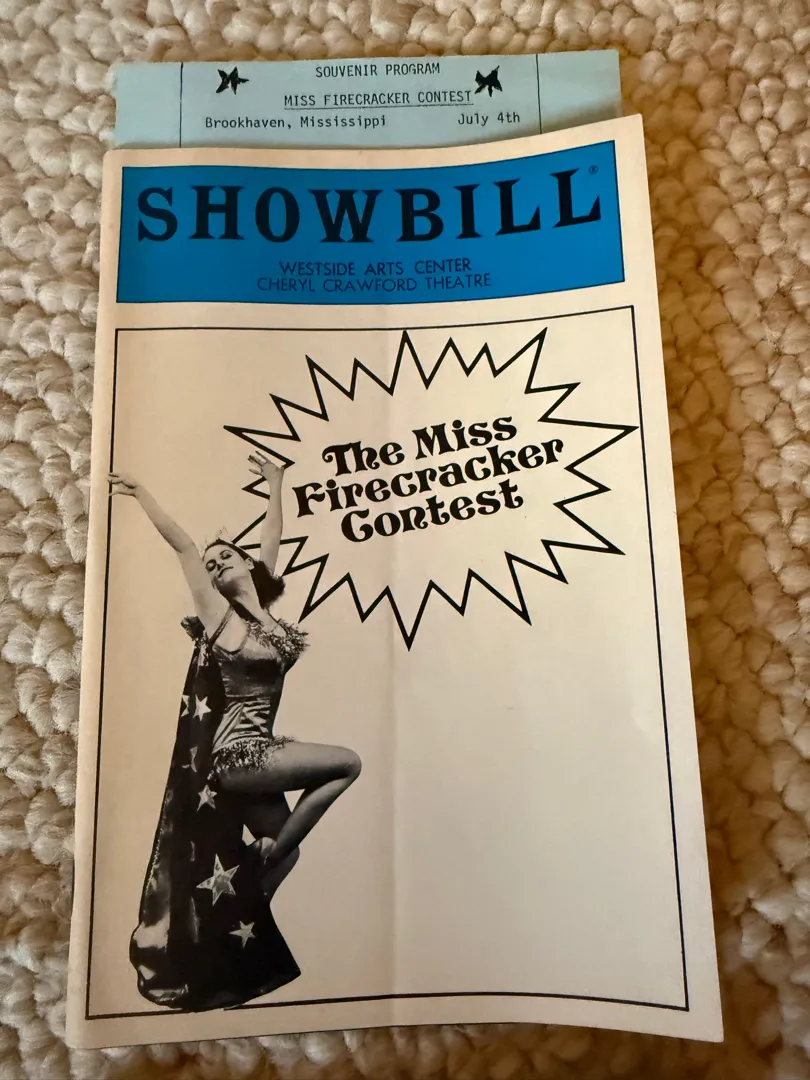 SOUVENIR PROGRAM
MISS FIRECRACKER CONTEST
Brookhaven, Mississippi July 4th
SHOWBILL®
WESTSIDE ARTS CENTER
CHERYL CRAWFORD THEATRE
The Miss
Firecracker
Contest